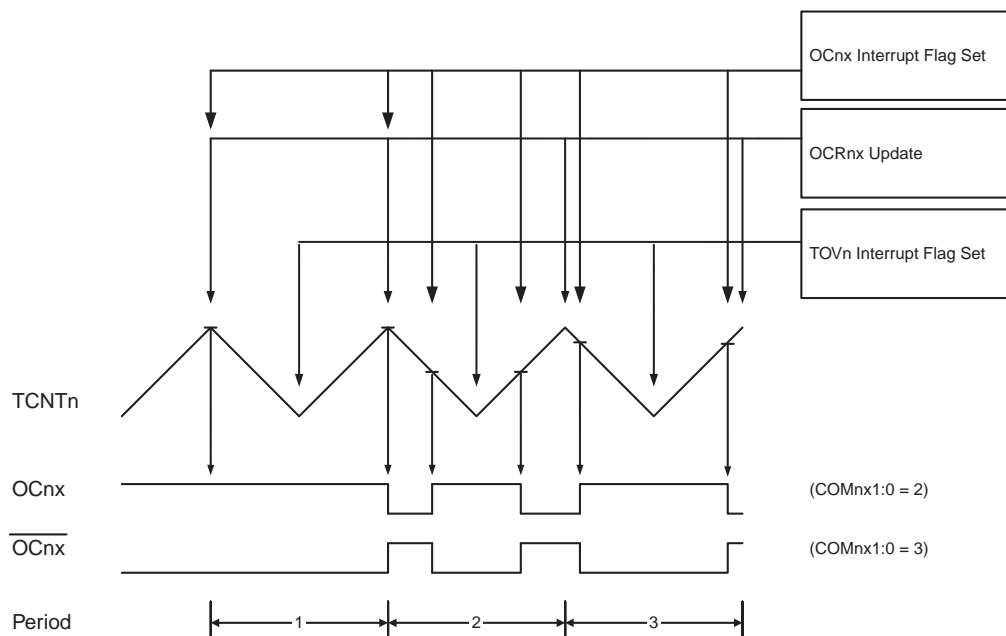 OCnx Interrupt Flag Set
OCRnx Update
TOVn Interrupt Flag Set
TCNTn
OCnx
(COMnx1:0 = 2)
OCnx
(COMnx1:0 = 3)
Period
1
2
3